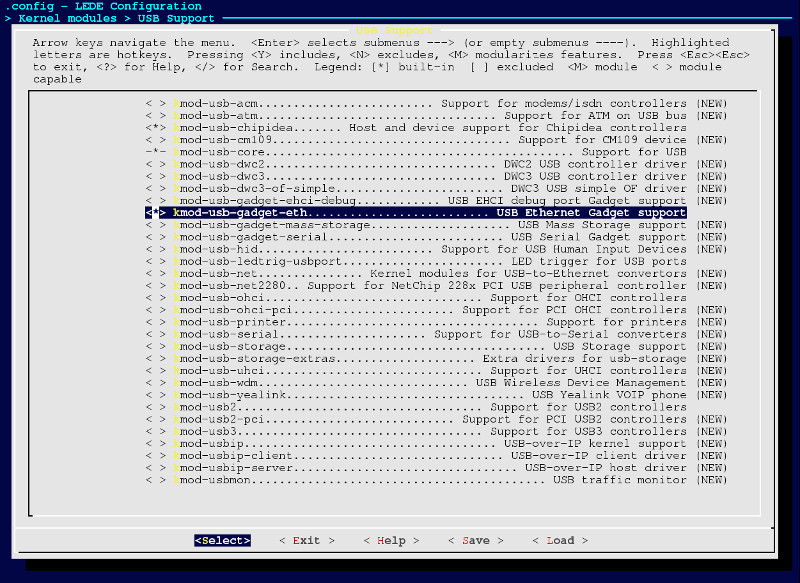 .config - LEDE Configuration
> Kernel modules > USB Support
USB Support
Arrow keys navigate the menu.  <Enter> selects submenus ---> (or empty submenus ----).  Highlighted
letters are hotkeys.  Pressing <Y> includes, <N> excludes, <M> modularizes features.  Press <Esc><Esc>
to exit, <?> for Help, </> for Search.  Legend: [*] built-in  [ ] excluded  <M> module  < > module
capable
< > kmod-usb-acm......................... Support for modems/isdn controllers (NEW)
< > kmod-usb-atm.................................. Support for ATM on USB bus (NEW)
<*> kmod-usb-chipidea....... Host and device support for Chipidea controllers
< > kmod-usb-cm109.................................. Support for CM109 device (NEW)
-*- kmod-usb-core............................................ Support for USB
< > kmod-usb-dwc2.................................. DWC2 USB controller driver (NEW)
< > kmod-usb-dwc3.................................. DWC3 USB controller driver (NEW)
< > kmod-usb-dwc3-of-simple......................... DWC3 USB simple OF driver (NEW)
< > kmod-usb-gadget-ehci-debug............. USB EHCI debug port Gadget support (NEW)
<*> kmod-usb-gadget-eth........................... USB Ethernet Gadget support
< > kmod-usb-gadget-mass-storage..................... USB Mass Storage support (NEW)
< > kmod-usb-gadget-serial.......................... USB Serial Gadget support (NEW)
< > kmod-usb-hid......................... Support for USB Human Input Devices (NEW)
< > kmod-usb-ledtrig-usbport........................ LED trigger for USB ports
< > kmod-usb-net................ Kernel modules for USB-to-Ethernet convertors (NEW)
< > kmod-usb-net2280.. Support for NetChip 228x PCI USB peripheral controller (NEW)
< > kmod-usb-ohci................................ Support for OHCI controllers
< > kmod-usb-ohci-pci........................ Support for PCI OHCI controllers (NEW)
< > kmod-usb-printer.................................... Support for printers (NEW)
< > kmod-usb-serial...................... Support for USB-to-Serial converters (NEW)
< > kmod-usb-storage...................................... USB Storage support (NEW)
< > kmod-usb-storage-extras.................... Extra drivers for usb-storage (NEW)
< > kmod-usb-uhci................................ Support for UHCI controllers (NEW)
< > kmod-usb-wdm............................... USB Wireless Device Management (NEW)
< > kmod-usb-yealink.................................. USB Yealink VOIP phone (NEW)
< > kmod-usb2................................... Support for USB2 controllers
< > kmod-usb2-pci............................ Support for PCI USB2 controllers (NEW)
< > kmod-usb3.................................... Support for USB3 controllers (NEW)
< > kmod-usbip..................................... USB-over-IP kernel support (NEW)
< > kmod-usbip-client............................... USB-over-IP client driver (NEW)
< > kmod-usbip-server................................. USB-over-IP host driver (NEW)
< > kmod-usbmon........................................... USB traffic monitor (NEW)
<Select>    < Exit >    < Help >    < Save >    < Load >